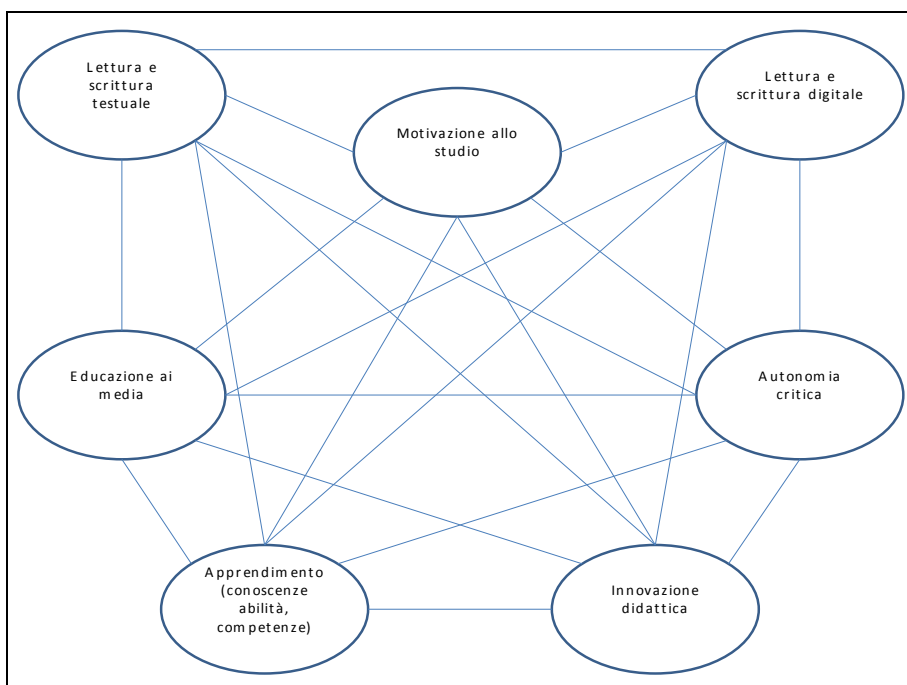 Lettura e
scrittura
testuale
Lettura e
scrittura digitale
Motivazione allo
studio
Educazione ai
media
Autonomia
critica
Apprendimento
(conoscenze
abilità,
competenze)
Innovazione
didattica